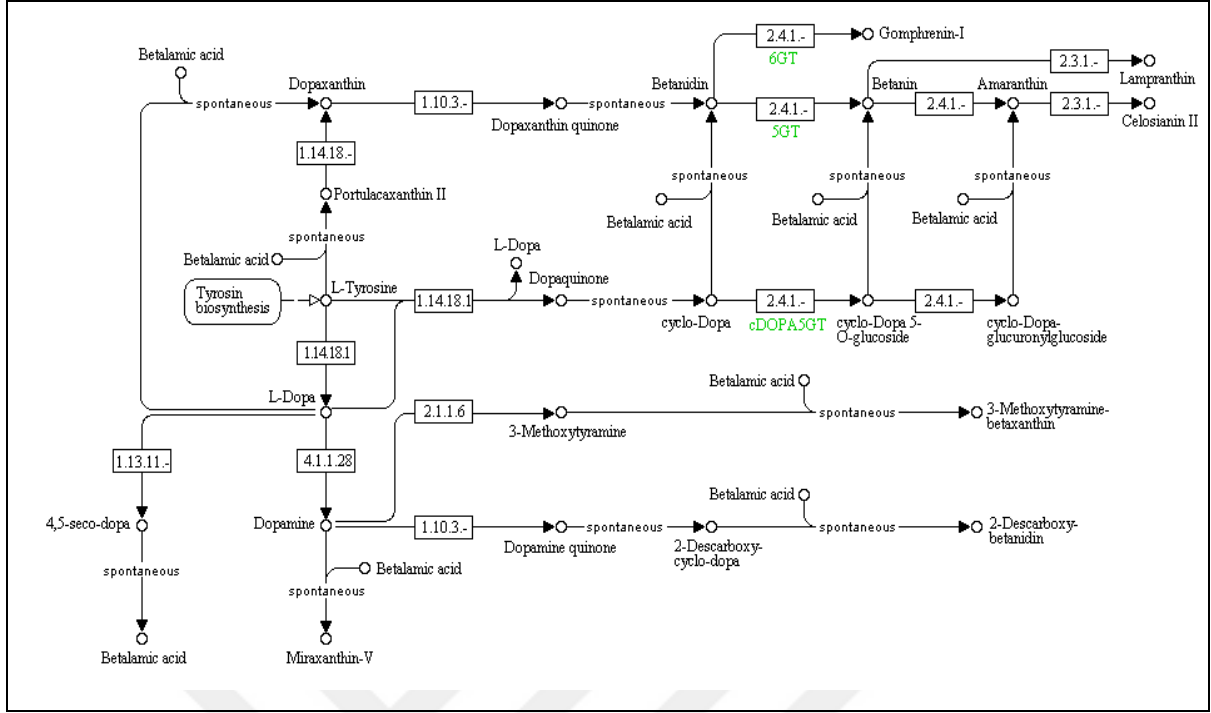 2.4.1.-
Gomphrenin-I
6GT
Betalamic acid
2.3.1.-
Lampranthin
Dopaxanthin
Betanidin
Betanin
Amaranthin
spontaneous
1.10.3.-
spontaneous
2.4.1.-
2.4.1.-
2.3.1.-
Dopaxanthin quinone
5GT
Celosianin II
1.14.18.-
Portulacaxanthin II
spontaneous
spontaneous
spontaneous
Betalamic acid
Betalamic acid
Betalamic acid
spontaneous
Betalamic acid
L-Dopa
Dopaquinone
Tyrosin
biosynthesis
L-Tyrosine
1.14.18.1
spontaneous
2.4.1.-
2.4.1.-
cyclo-Dopa
cDOPA5GT
cyclo-Dopa 5-
O-glucoside
cyclo-Dopa-
glucuronylglucoside
1.14.18.1
L-Dopa
Betalamic acid
2.1.1.6
spontaneous
3-Methoxytyramine-
betaxanthin
3-Methoxytyramine
1.13.11.-
4.1.1.28
Betalamic acid
4,5-seco-dopa
Dopamine
1.10.3.-
spontaneous
spontaneous
2-Descarboxy-
betanidin
Dopamine quinone
2-Descarboxy-
cyclo-dopa
spontaneous
Betalamic acid
spontaneous
Betalamic acid
Miraxanthin-V